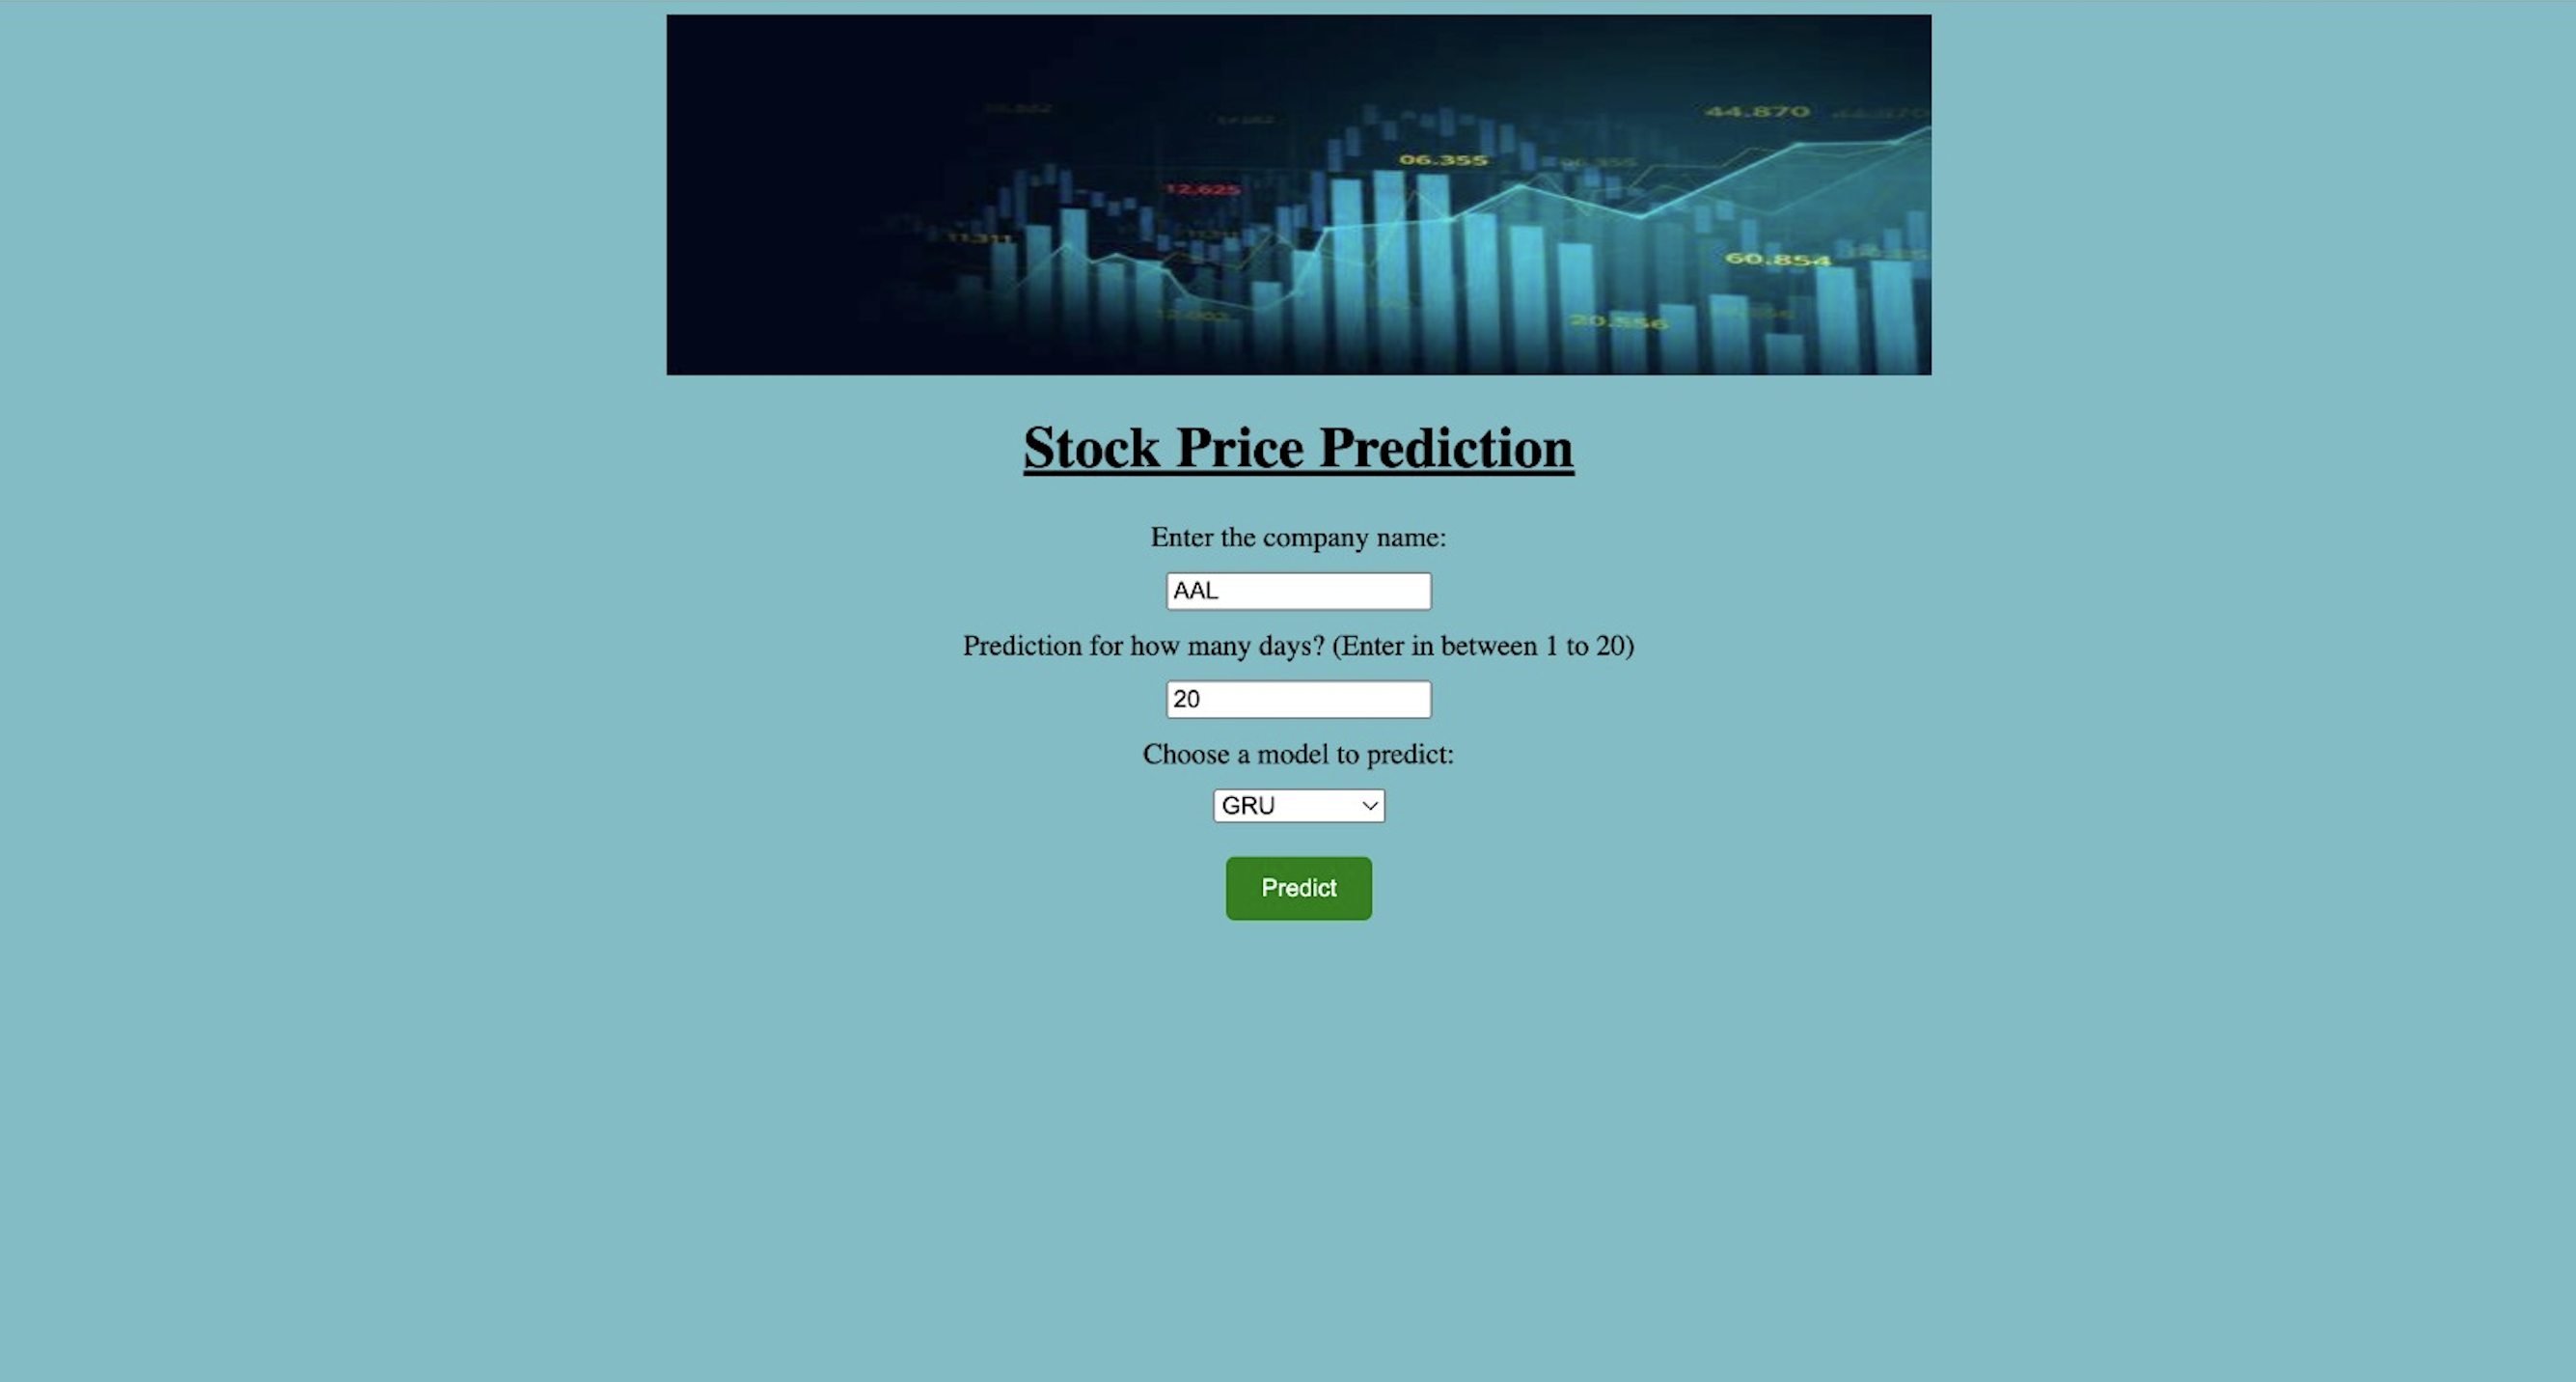 44.870
06.355
12.625
11.311
60.854
20.556
Stock Price Prediction
Enter the company name:
AAL
Prediction for how many days? (Enter in between 1 to 20)
20
Choose a model to predict:
GRU
Predict